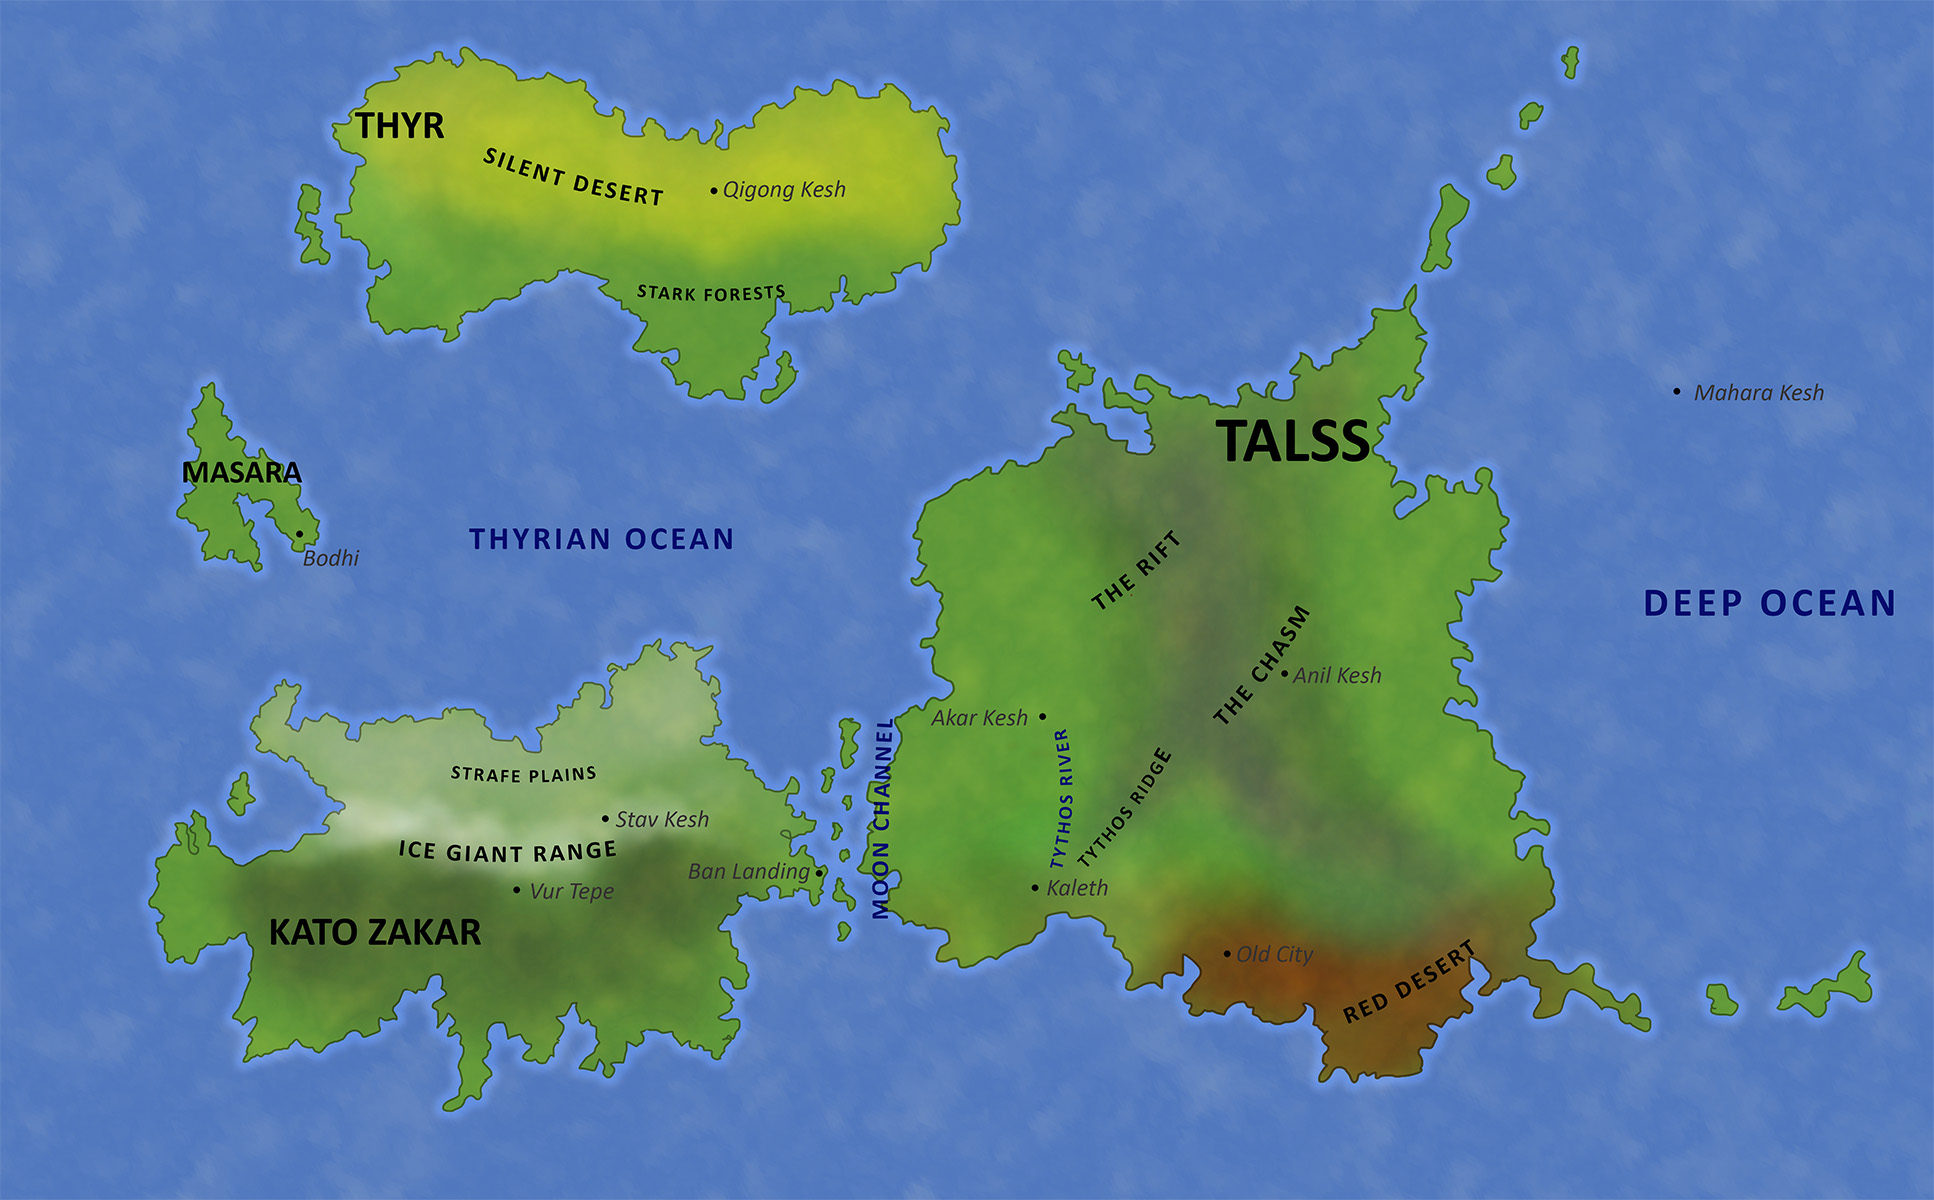 THYR
SILENT DESERT
Qigong Kesh
STARK FORESTS
Mahara Kesh
TALSS
MASARA
Bodhi
THYRIAN OCEAN
THE RIFT
DEEP OCEAN
THE CHASM
Anil Kesh
Akar Kesh
MOON CHANNEL
TYTHOS RIVER
TYTHOS RIDGE
STRAFE PLAINS
Stav Kesh
ICE GIANT RANGE
Ban Landing
Vur Tepe
Kaleth
KATO ZAKAR
Old City
RED DESERT